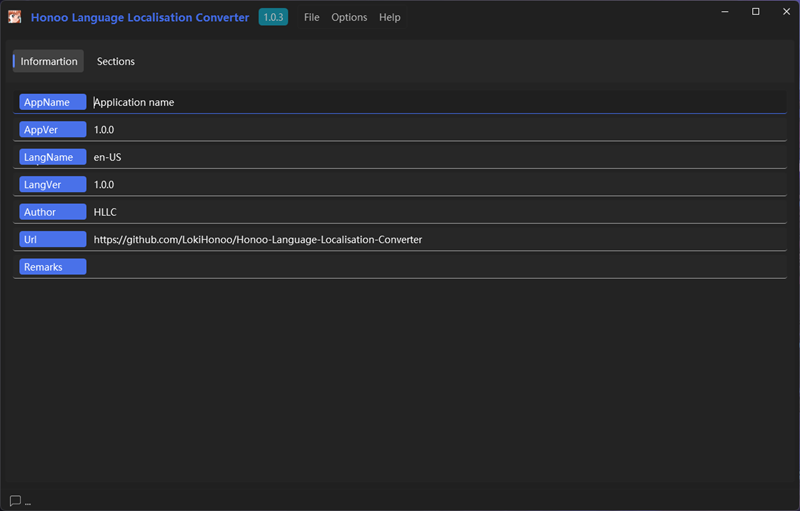 Honoo Language Localisation Converter 1.0.3 File Options Help
Informartion Sections
AppName Application name
AppVer 1.0.0
LangName en-US
LangVer 1.0.0
Author HLLC
Url https://github.com/LokiHonoo/Honoo-Language-Localisation-Converter
Remarks
...